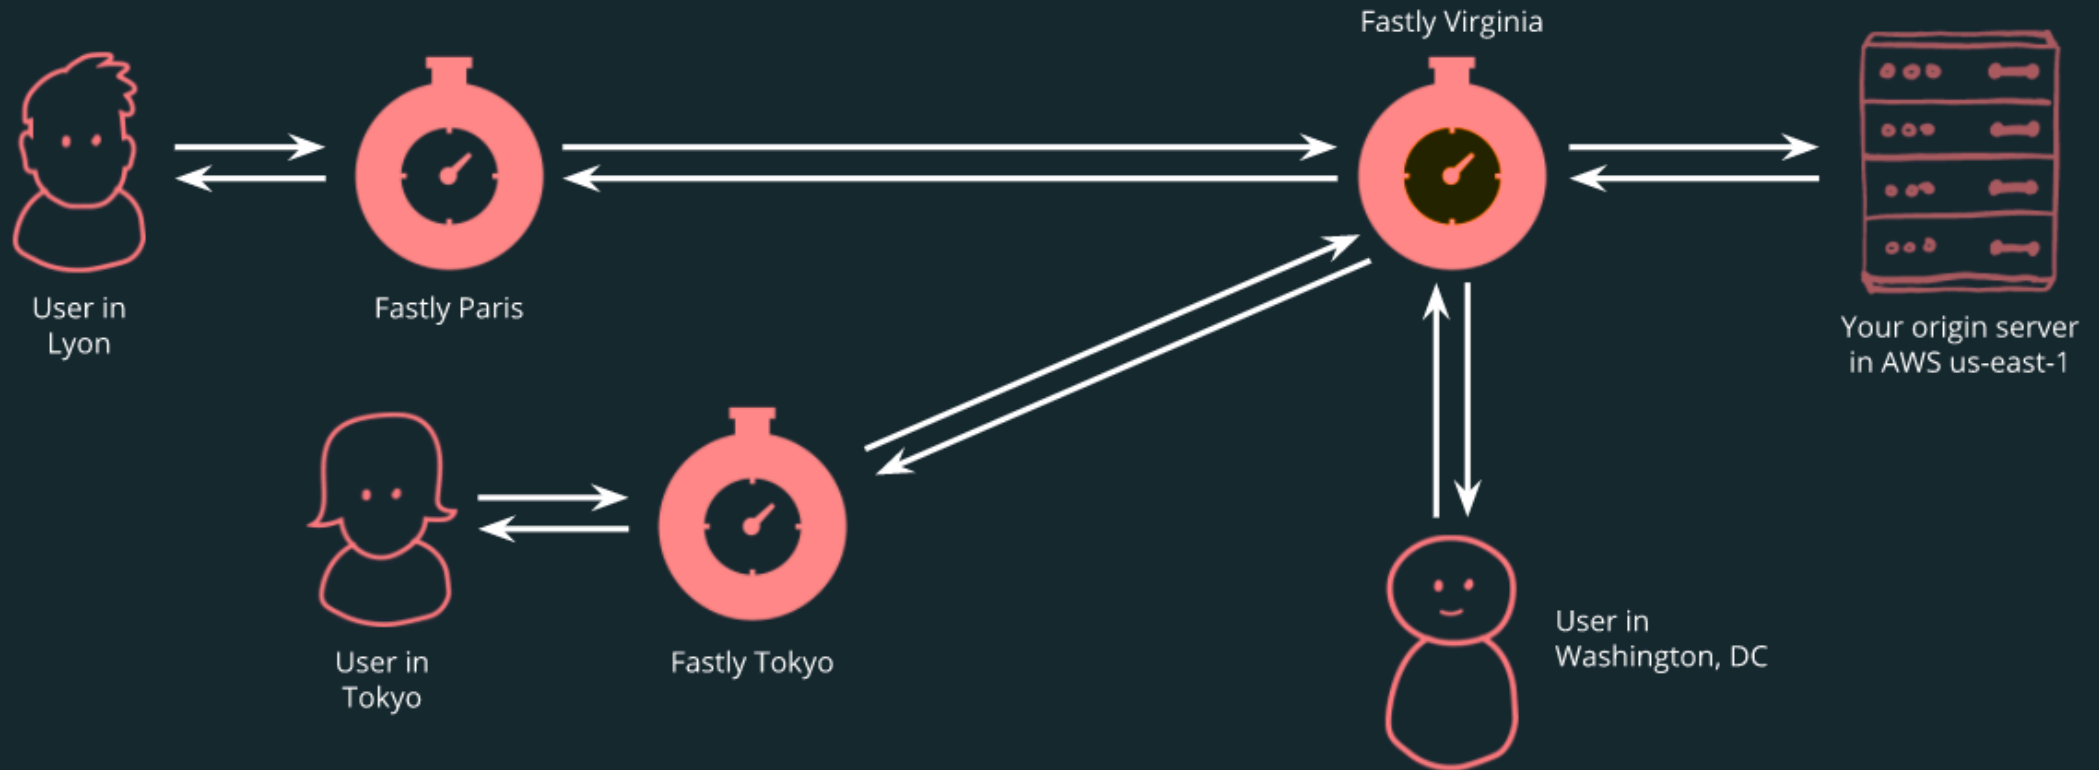 Fastly Virginia
User in
Lyon
Fastly Paris
Your origin server
in AWS us-east-1
User in
Tokyo
Fastly Tokyo
User in
Washington, DC